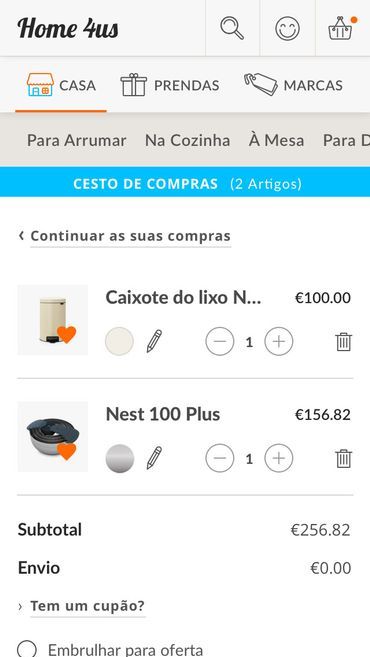 Home 4us
CASA PRENDAS MARCAS
Para Arrumar Na Cozinha À Mesa Para D
CESTO DE COMPRAS (2 Artigos)
‹ Continuar as suas compras
Caixote do lixo N... €100.00
1
Nest 100 Plus €156.82
1
Subtotal €256.82
Envio €0.00
› Tem um cupão?
Embrulhar para oferta